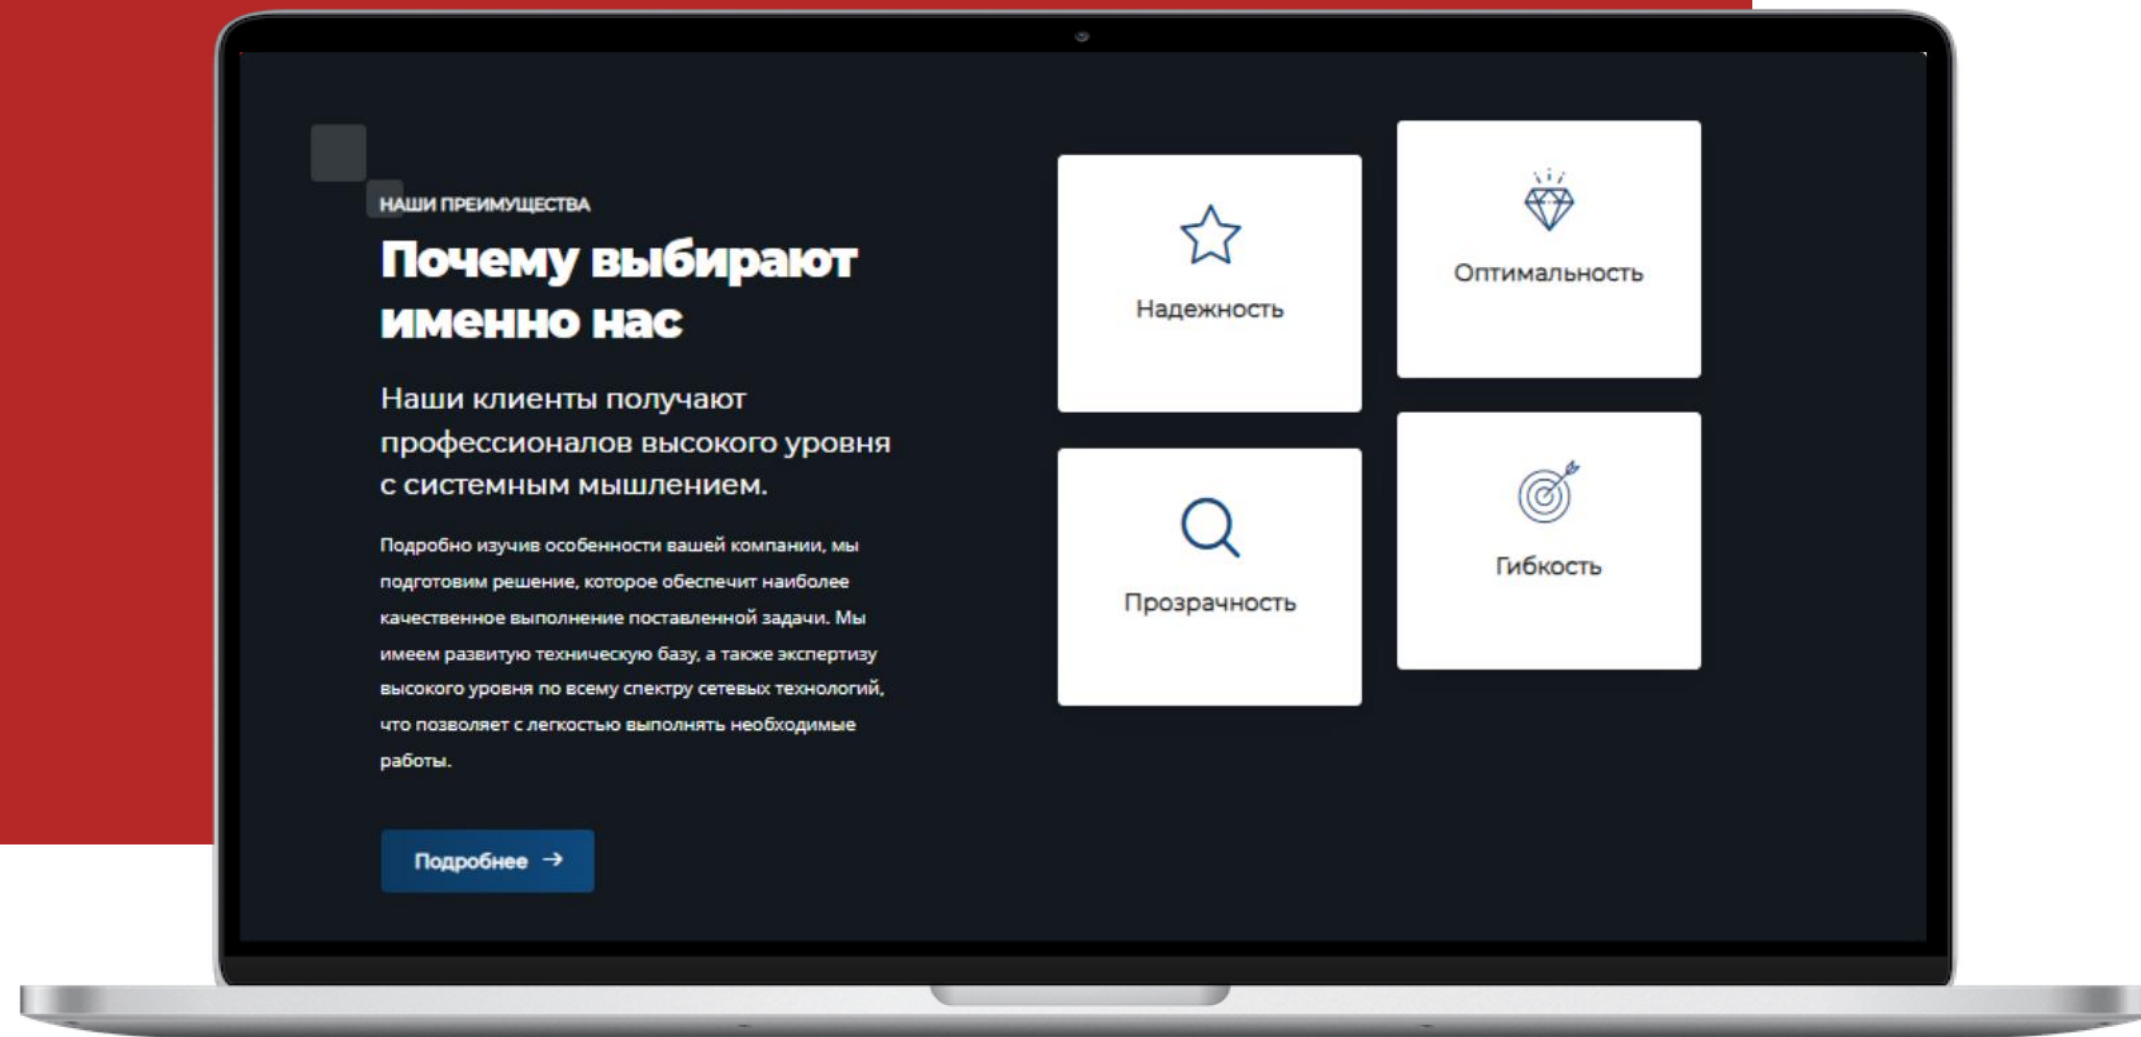 НАШИ ПРЕИМУЩЕСТВА
Почему выбирают
именно нас
Наши клиенты получают
профессионалов высокого уровня
с системным мышлением.
Подробно изучив особенности вашей компании, мы
подготовим решение, которое обеспечит наиболее
качественное выполнение поставленной задачи. Мы
имеем развитую техническую базу, а также экспертизу
высокого уровня по всему спектру сетевых технологий,
что позволяет с легкостью выполнять необходимые
работы.
Подробнее →
Надежность
Оптимальность
Прозрачность
Гибкость